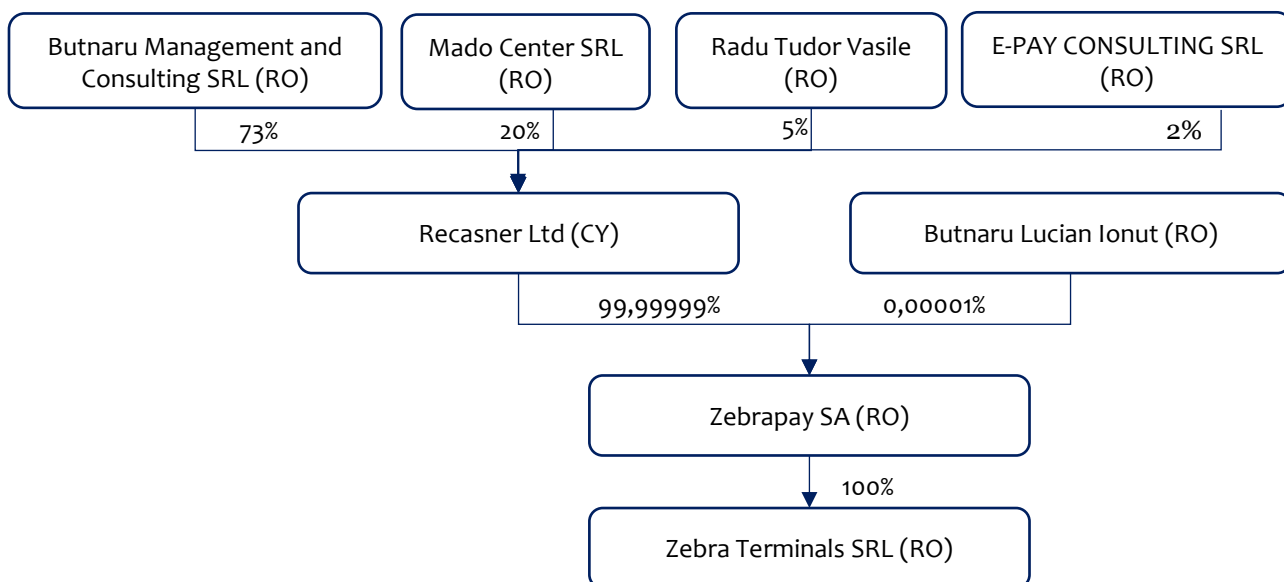 Butnaru Management and
Consulting SRL (RO)
Mado Center SRL
(RO)
Radu Tudor Vasile
(RO)
E-PAY CONSULTING SRL
(RO)
73%
20%
5%
2%
Recasner Ltd (CY)
Butnaru Lucian Ionut (RO)
99,99999%
0,00001%
Zebrapay SA (RO)
100%
Zebra Terminals SRL (RO)